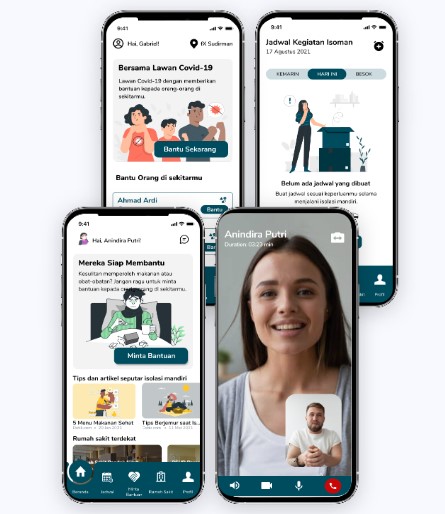 9:41
Hai, Gabriel!
fX Sudirman
Bersama Lawan Covid-19
Lawan Covid-19 dengan memberikan
bantuan kepada orang-orang di
sekitarmu.
Bantu Sekarang
Bantu Orang di sekitarmu
Ahmad Ardi
Bantu
9:41
Jadwal Kegiatan Isoman
17 Agustus 2021
KEMARIN
HARI INI
BESOK
Belum ada jadwal yang dibuat
Buat jadwal sesuai keperluanmu selama
menjalani isolasi mandiri.
Profil
9:41
Hai, Anindira Putri!
Mereka Siap Membantu
Kesulitan memperoleh makanan atau
obat-obatan? Jangan ragu untuk minta
bantuan kepada orang-orang di sekitarmu.
Minta Bantuan
Tips dan artikel seputar isolasi mandiri
5 Menu Makanan Sehat
Tips Berjemur saat Is...
Rumah sakit terdekat
Beranda
Jadwal
Minta
Bantuan
Rumah Sakit
Profil
Anindira Putri
Duration: 03:23 min